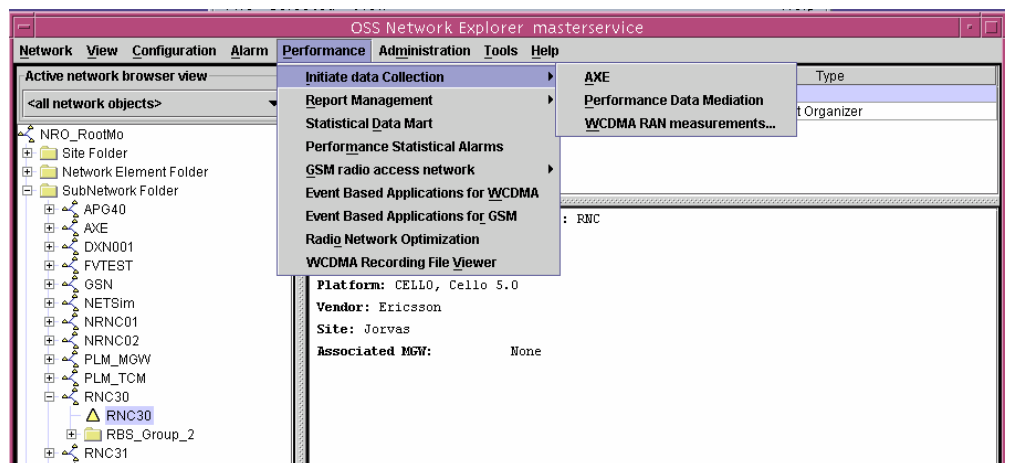 OSS Network Explorer masterservice
Network View Configuration Alarm Performance Administration Tools Help
Active network browser view
<all network objects>
NRO_RootMo
Site Folder
Network Element Folder
SubNetwork Folder
APG40
AXE
DXN001
FVTEST
GSN
NETSim
NRNC01
NRNC02
PLM_MGW
PLM_TCM
RNC30
RNC30
RBS_Group_2
RNC31
Initiate data Collection
Report Management
Statistical Data Mart
Performance Statistical Alarms
GSM radio access network
Event Based Applications for WCDMA
Event Based Applications for GSM
Radio Network Optimization
WCDMA Recording File Viewer
AXE
Performance Data Mediation
WCDMA RAN measurements...
Type
t Organizer
: RNC
Platform: CELLO, Cello 5.0
Vendor: Ericsson
Site: Jorvas
Associated MGW: None